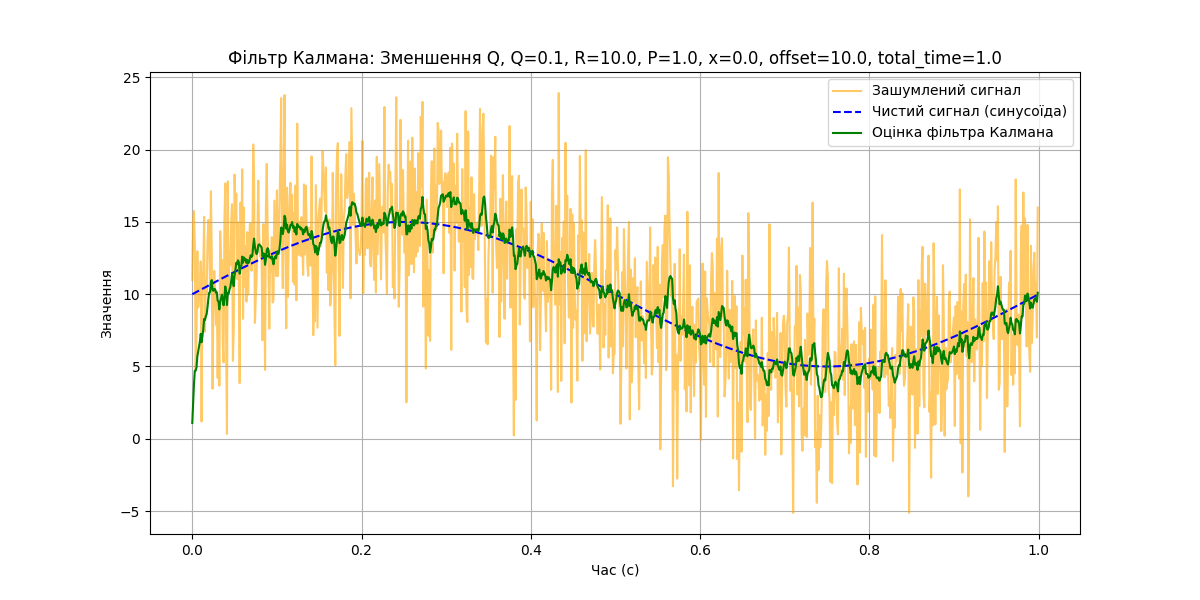 Фільтр Калмана: Зменшення Q, Q=0.1, R=10.0, P=1.0, x=0.0, offset=10.0, total_time=1.0
Зашумлений сигнал
Чистий сигнал (синусоїда)
Оцінка фільтра Калмана
Значення
25
20
15
10
5
0
−5
0.0
0.2
0.4
0.6
0.8
1.0
Час (с)